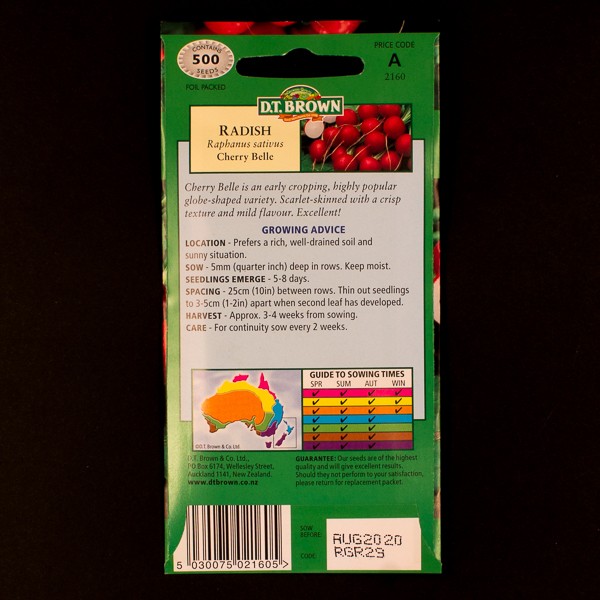 CONTAINS
500
SEEDS
FOIL PACKED
PRICE CODE
A
2160
D.T. BROWN
RADISH
Raphanus sativus
Cherry Belle
Cherry Belle is an early cropping, highly popular
globe-shaped variety. Scarlet-skinned with a crisp
texture and mild flavour. Excellent!
GROWING ADVICE
LOCATION - Prefers a rich, well-drained soil and
sunny situation.
SOW - 5mm (quarter inch) deep in rows. Keep moist.
SEEDLINGS EMERGE - 5-8 days.
SPACING - 25cm (10in) between rows. Thin out seedlings
to 3-5cm (1-2in) apart when second leaf has developed.
HARVEST - Approx. 3-4 weeks from sowing.
CARE - For continuity sow every 2 weeks.
GUIDE TO SOWING TIMES
SPR SUM AUT WIN
©D.T. Brown & Co. Ltd.
D.T. Brown & Co. Ltd.,
PO Box 6174, Wellesley Street,
Auckland 1141, New Zealand.
www.dtbrown.co.nz
GUARANTEE: Our seeds are of the highest
quality and will give excellent results.
Should they not perform to your satisfaction,
please return for replacement packet.
SOW
BEFORE:
AUG2020
CODE:
RGR29
5 030075 021605 >